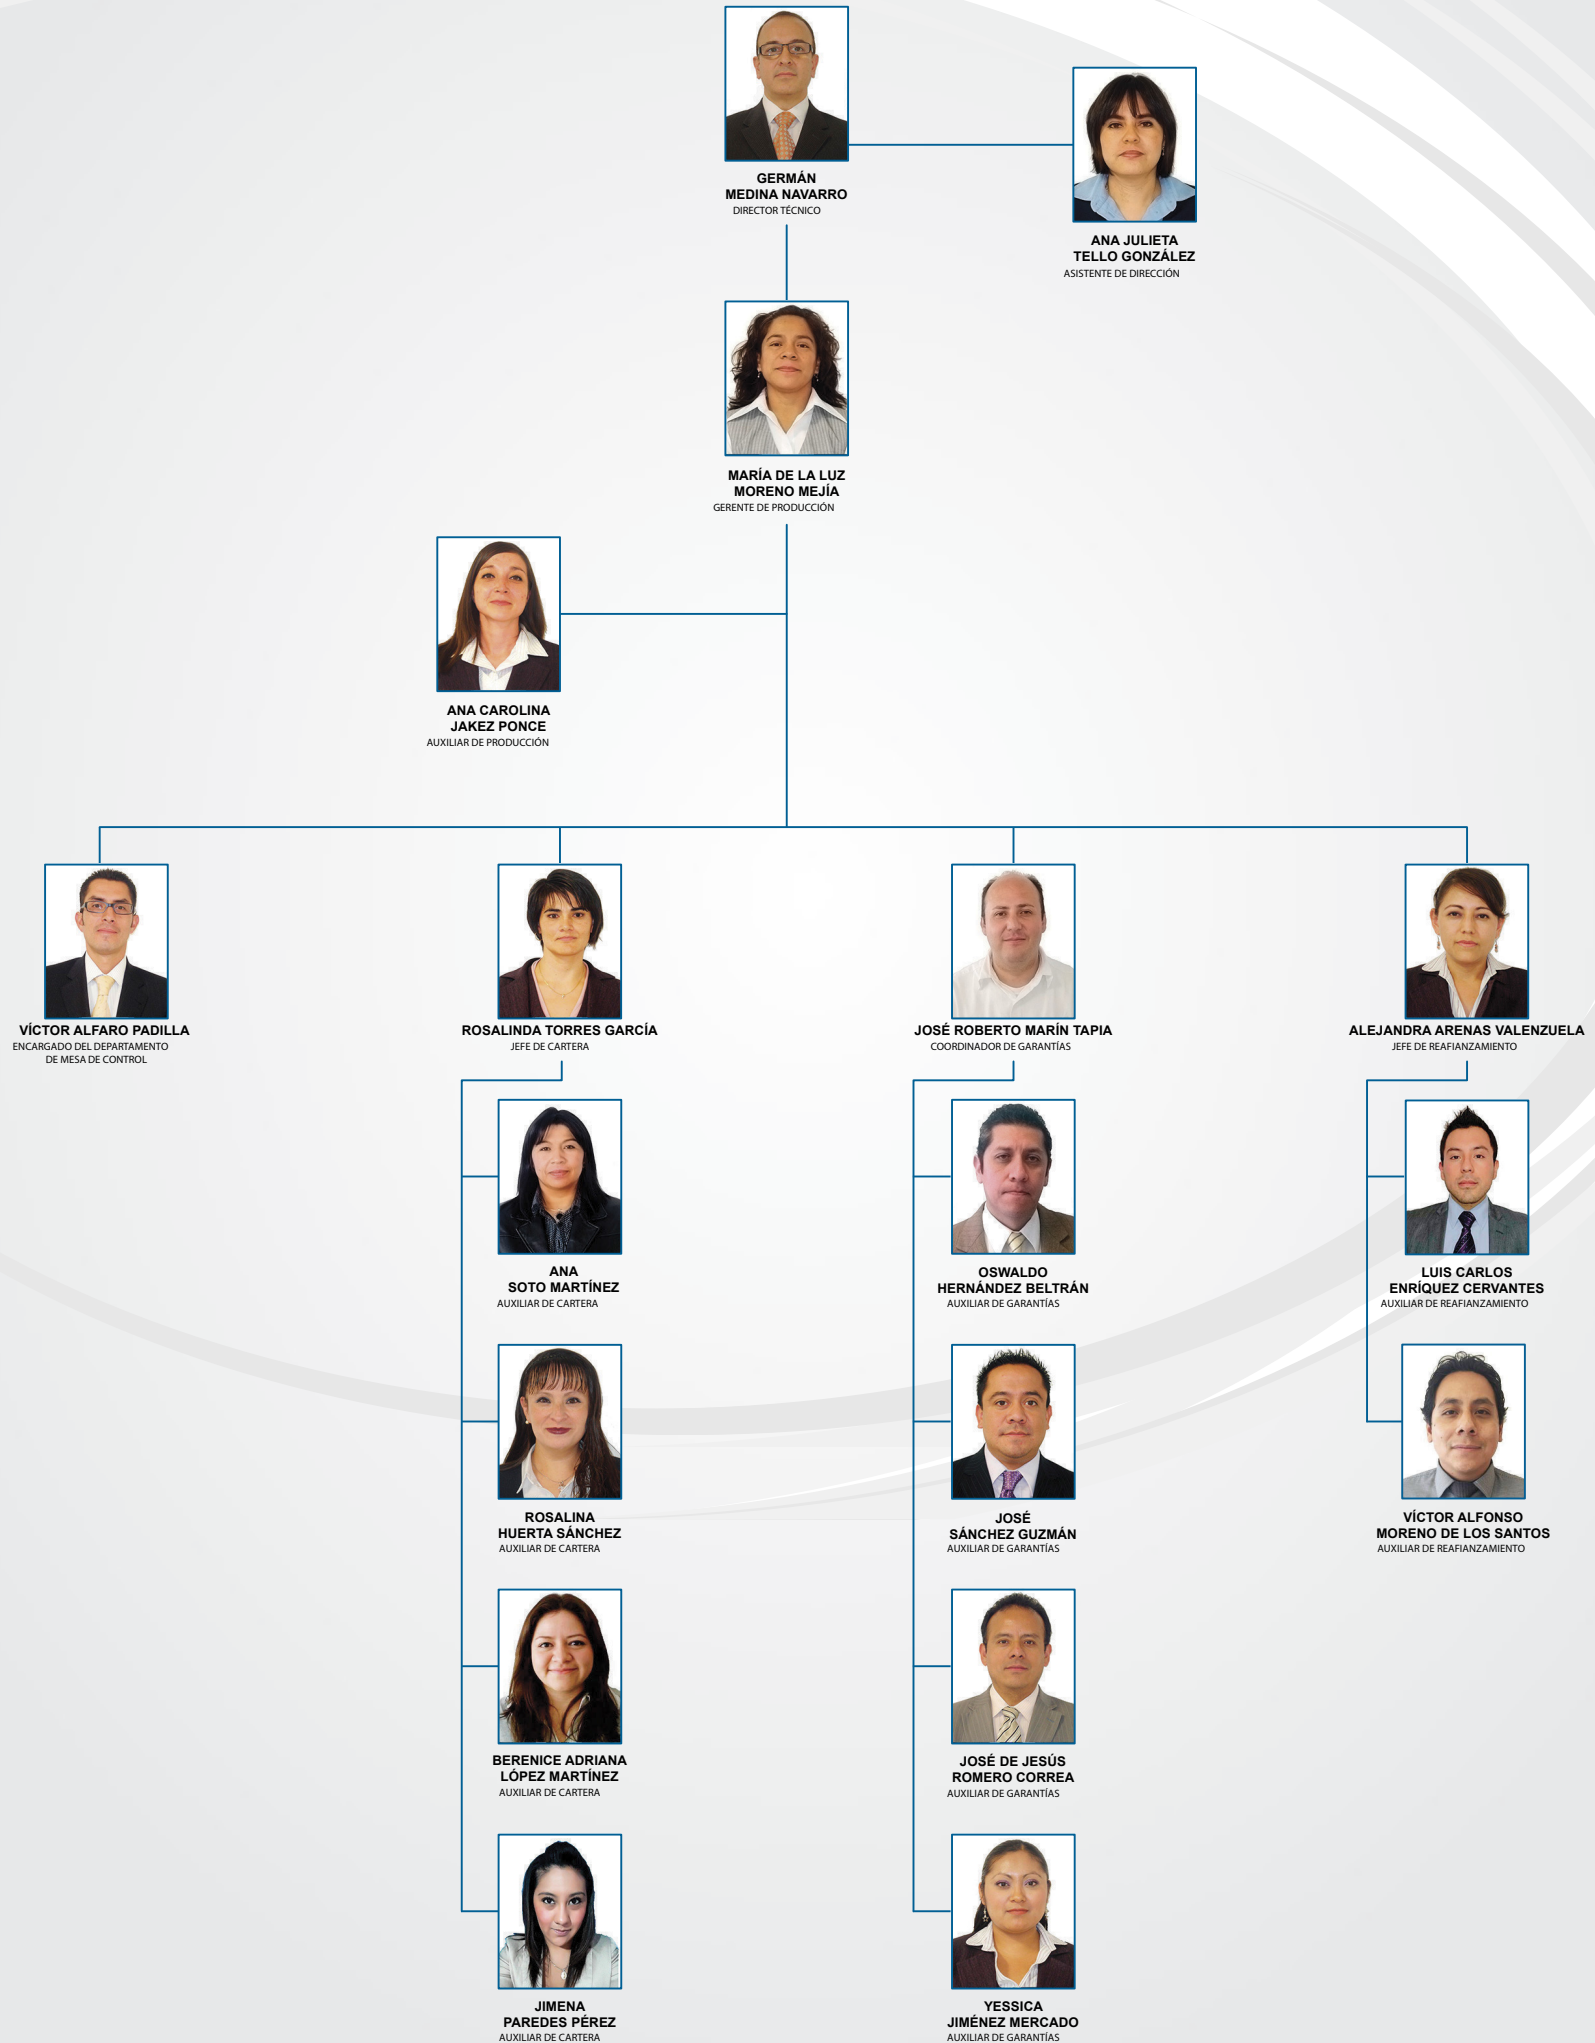 GERMÁN
MEDINA NAVARRO
DIRECTOR TÉCNICO
ANA JULIETA
TELLO GONZÁLEZ
ASISTENTE DE DIRECCIÓN
MARÍA DE LA LUZ
MORENO MEJÍA
GERENTE DE PRODUCCIÓN
ANA CAROLINA
JAKEZ PONCE
AUXILIAR DE PRODUCCIÓN
VÍCTOR ALFARO PADILLA
ENCARGADO DEL DEPARTAMENTO
DE MESA DE CONTROL
ROSALINDA TORRES GARCÍA
JEFE DE CARTERA
JOSÉ ROBERTO MARÍN TAPIA
COORDINADOR DE GARANTÍAS
ALEJANDRA ARENAS VALENZUELA
JEFE DE REAFIANZAMIENTO
ANA
SOTO MARTÍNEZ
AUXILIAR DE CARTERA
OSWALDO
HERNÁNDEZ BELTRÁN
AUXILIAR DE GARANTÍAS
LUIS CARLOS
ENRÍQUEZ CERVANTES
AUXILIAR DE REAFIANZAMIENTO
ROSALINA
HUERTA SÁNCHEZ
AUXILIAR DE CARTERA
JOSÉ
SÁNCHEZ GUZMÁN
AUXILIAR DE GARANTÍAS
VÍCTOR ALFONSO
MORENO DE LOS SANTOS
AUXILIAR DE REAFIANZAMIENTO
BERENICE ADRIANA
LÓPEZ MARTÍNEZ
AUXILIAR DE CARTERA
JOSÉ DE JESÚS
ROMERO CORREA
AUXILIAR DE GARANTÍAS
JIMENA
PAREDES PÉREZ
AUXILIAR DE CARTERA
YESSICA
JIMÉNEZ MERCADO
AUXILIAR DE GARANTÍAS